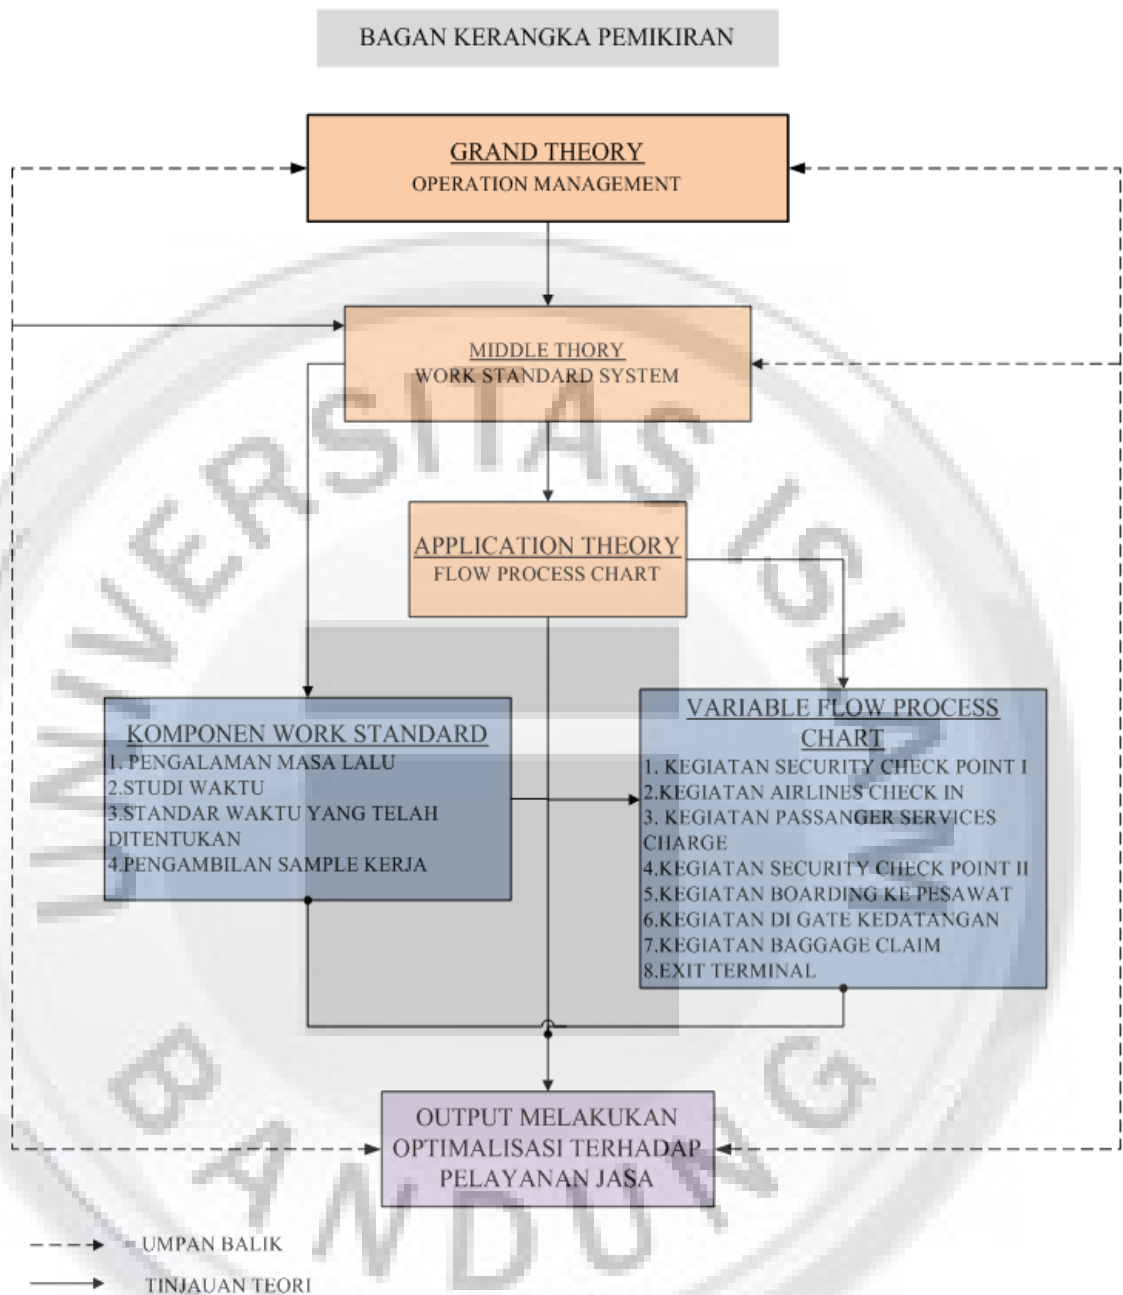 BAGAN KERANGKA PEMIKIRAN
GRAND THEORY
OPERATION MANAGEMENT
MIDDLE THORY
WORK STANDARD SYSTEM
APPLICATION THEORY
FLOW PROCESS CHART
KOMPONEN WORK STANDARD
1. PENGALAMAN MASA LALU
2.STUDI WAKTU
3.STANDAR WAKTU YANG TELAH
DITENTUKAN
4.PENGAMBILAN SAMPLE KERJA
VARIABLE FLOW PROCESS
CHART
1. KEGIATAN SECURITY CHECK POINT I
2.KEGIATAN AIRLINES CHECK IN
3. KEGIATAN PASSANGER SERVICES
CHARGE
4.KEGIATAN SECURITY CHECK POINT II
5.KEGIATAN BOARDING KE PESAWAT
6.KEGIATAN DI GATE KEDATANGAN
7.KEGIATAN BAGGAGE CLAIM
8.EXIT TERMINAL
OUTPUT MELAKUKAN
OPTIMALISASI TERHADAP
PELAYANAN JASA
= UMPAN BALIK
TINJAUAN TEORI
UNIVERSITAS ISLAM
BANDUNG